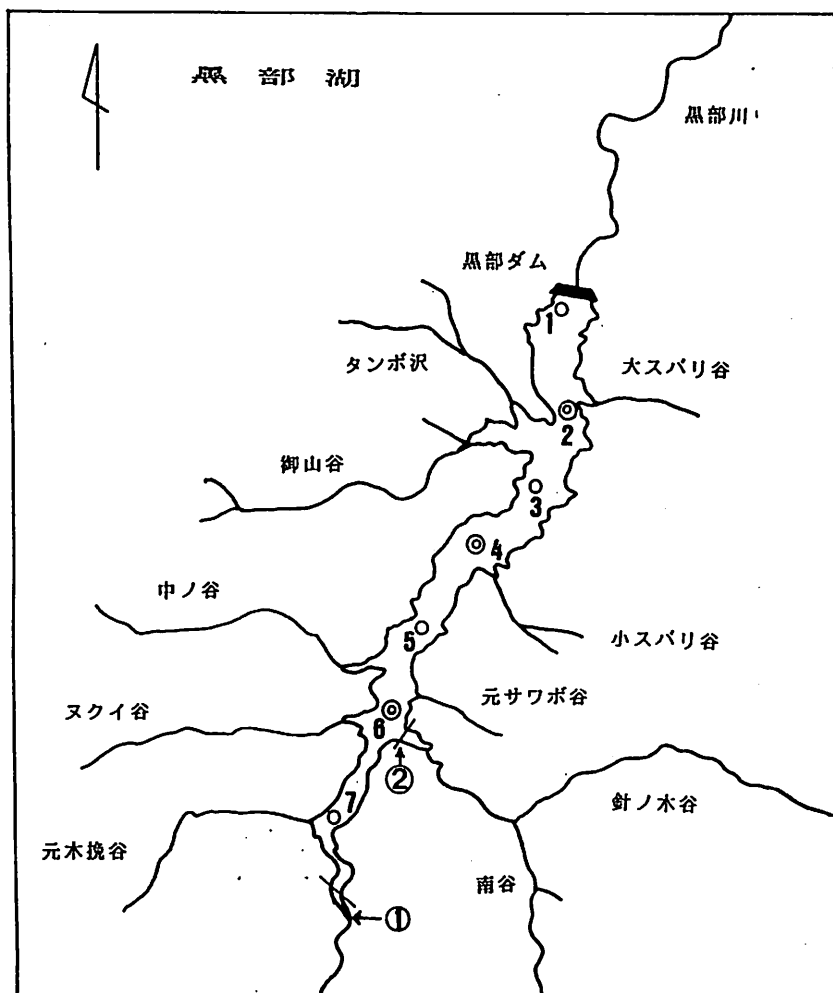 黒部湖
黒部川
黒部ダム
1
タンボ沢
大スバリ谷
2
御山谷
3
4
中ノ谷
5
小スバリ谷
ヌクイ谷
元サワボ谷
6
②
7
針ノ木谷
元木挽谷
南谷
①